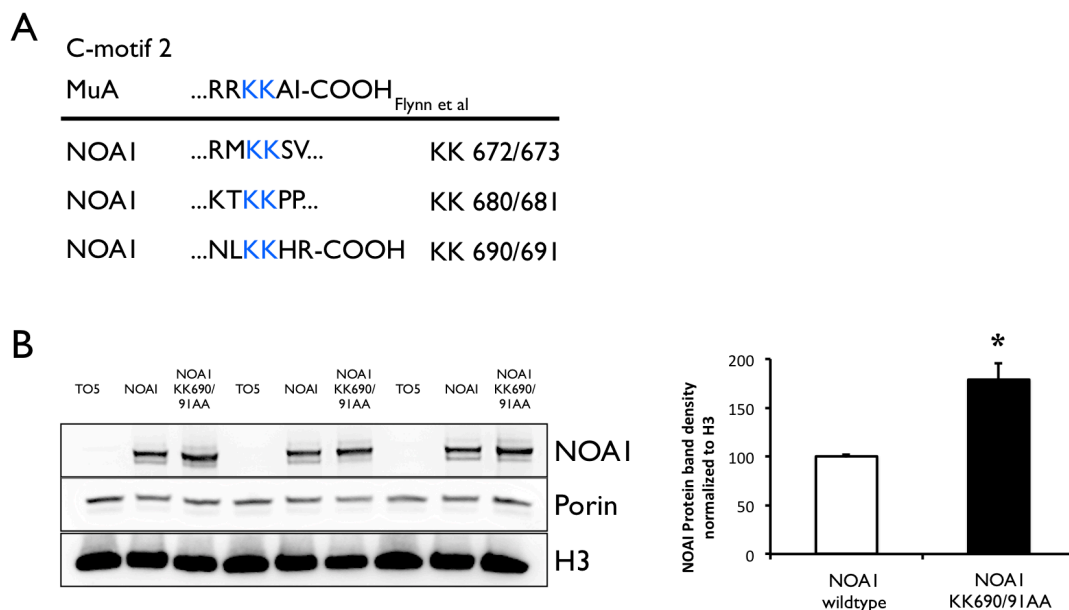 A
C-motif 2
MuA ...RRKKAI-COOH Flynn et al
NOA1 ...RMKKSV... KK 672/673
NOA1 ...KTKKPP... KK 680/681
NOA1 ...NLKKHR-COOH KK 690/691
B
TO5 NOA1 NOA1 KK690/ 91AA TO5 NOA1 NOA1 KK690/ 91AA TO5 NOA1 NOA1 KK690/ 91AA
NOA1
Porin
H3
NOA1 Protein band density
normalized to H3
200
150
100
50
0
*
NOA1
wildtype
NOA1
KK690/91AA